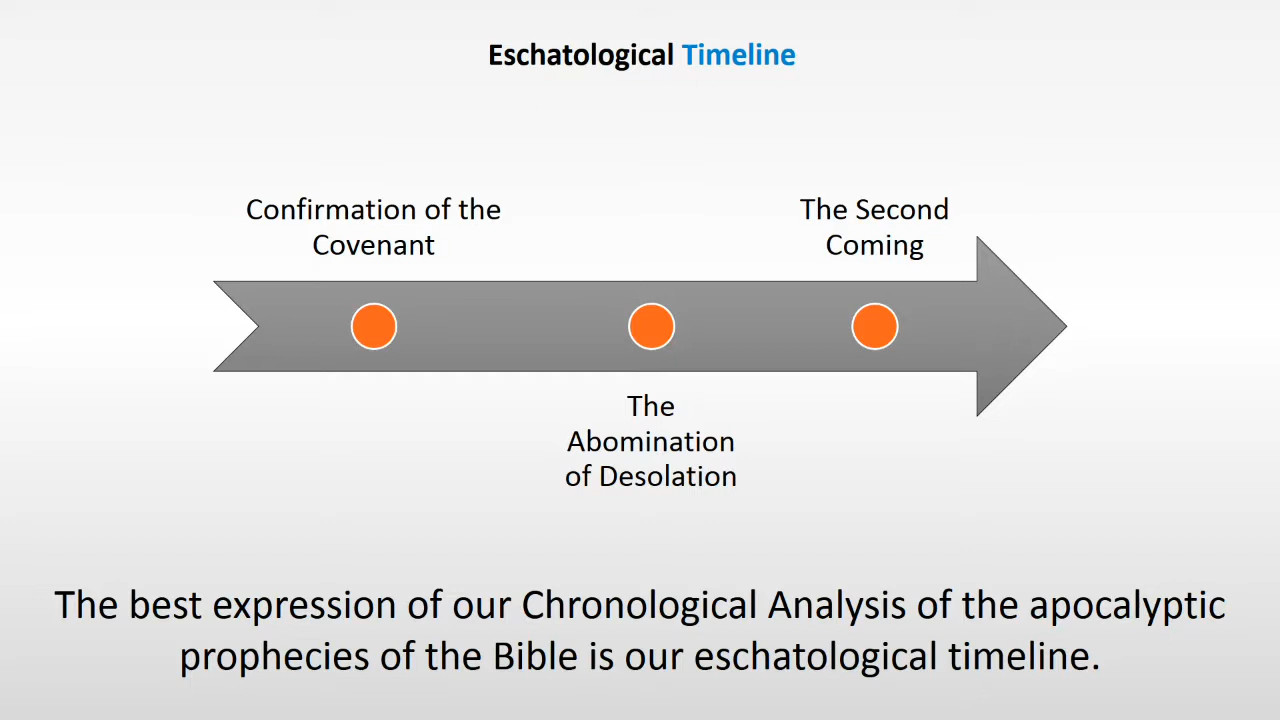 Eschatological Timeline
Confirmation of the
Covenant
The Second
Coming
The
Abomination
of Desolation
The best expression of our Chronological Analysis of the apocalyptic
prophecies of the Bible is our eschatological timeline.